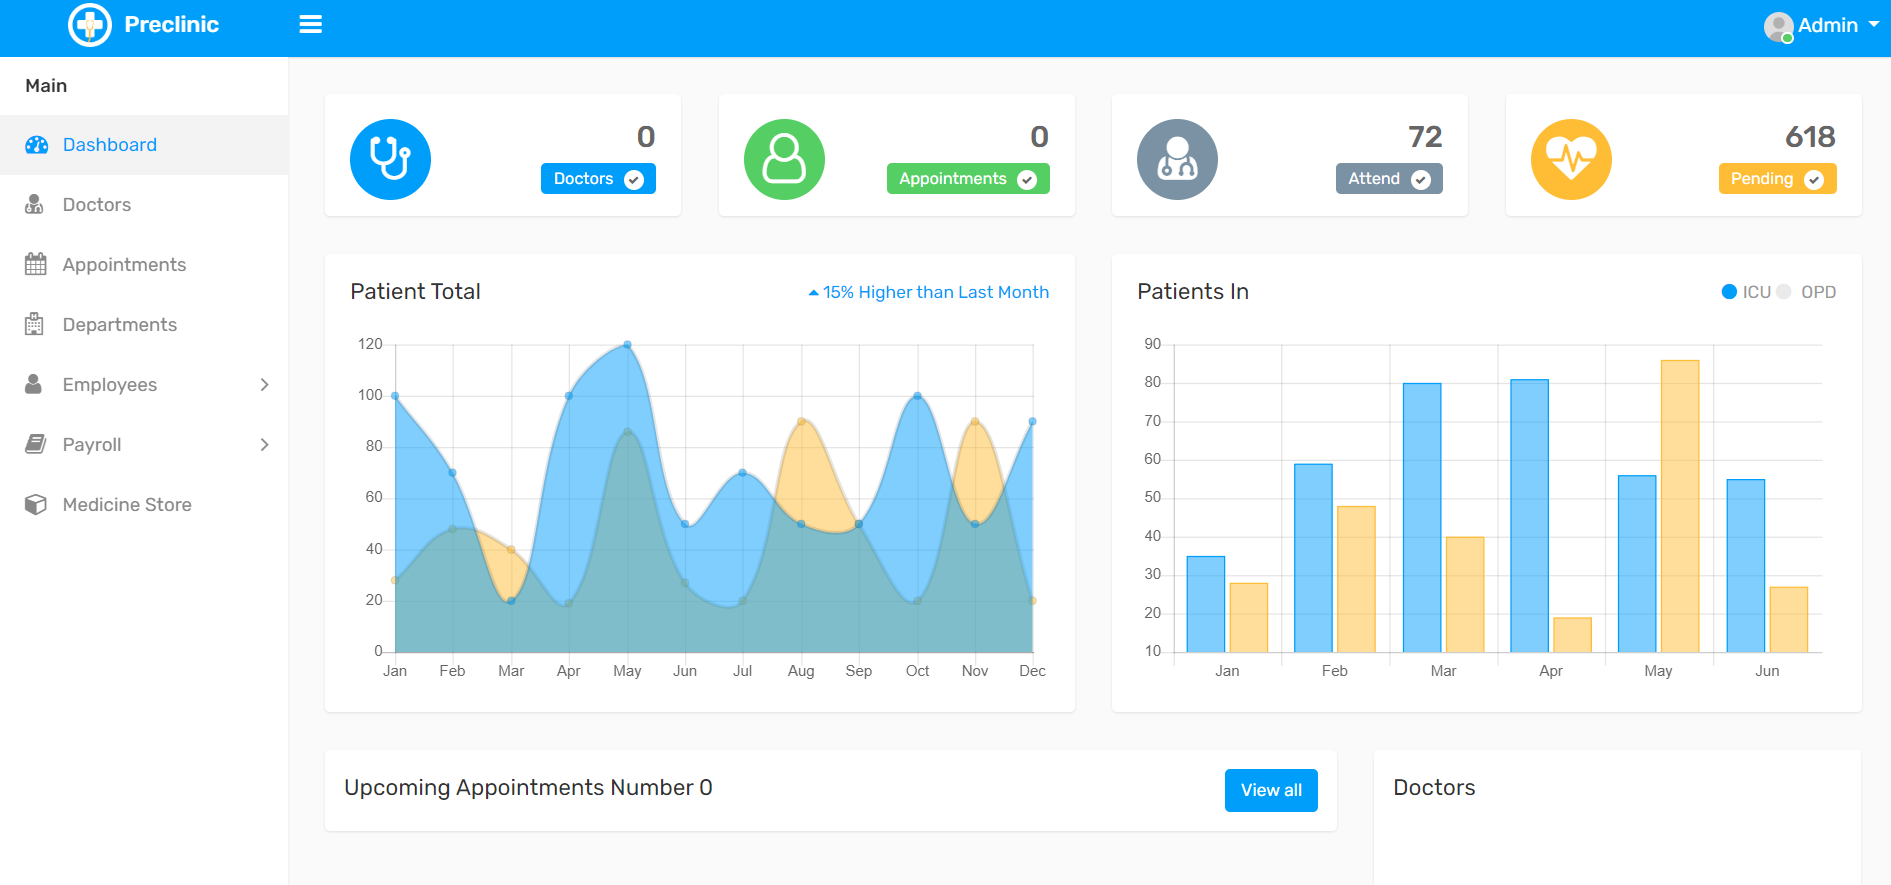 Preclinic
Admin
Main
Dashboard
Doctors
Appointments
Departments
Employees
Payroll
Medicine Store
0
Doctors
0
Appointments
72
Attend
618
Pending
Patient Total
15% Higher than Last Month
120
100
80
60
40
20
0
Jan Feb Mar Apr May Jun Jul Aug Sep Oct Nov Dec
Patients In
ICU OPD
90
80
70
60
50
40
30
20
10
Jan Feb Mar Apr May Jun
Upcoming Appointments Number 0
View all
Doctors